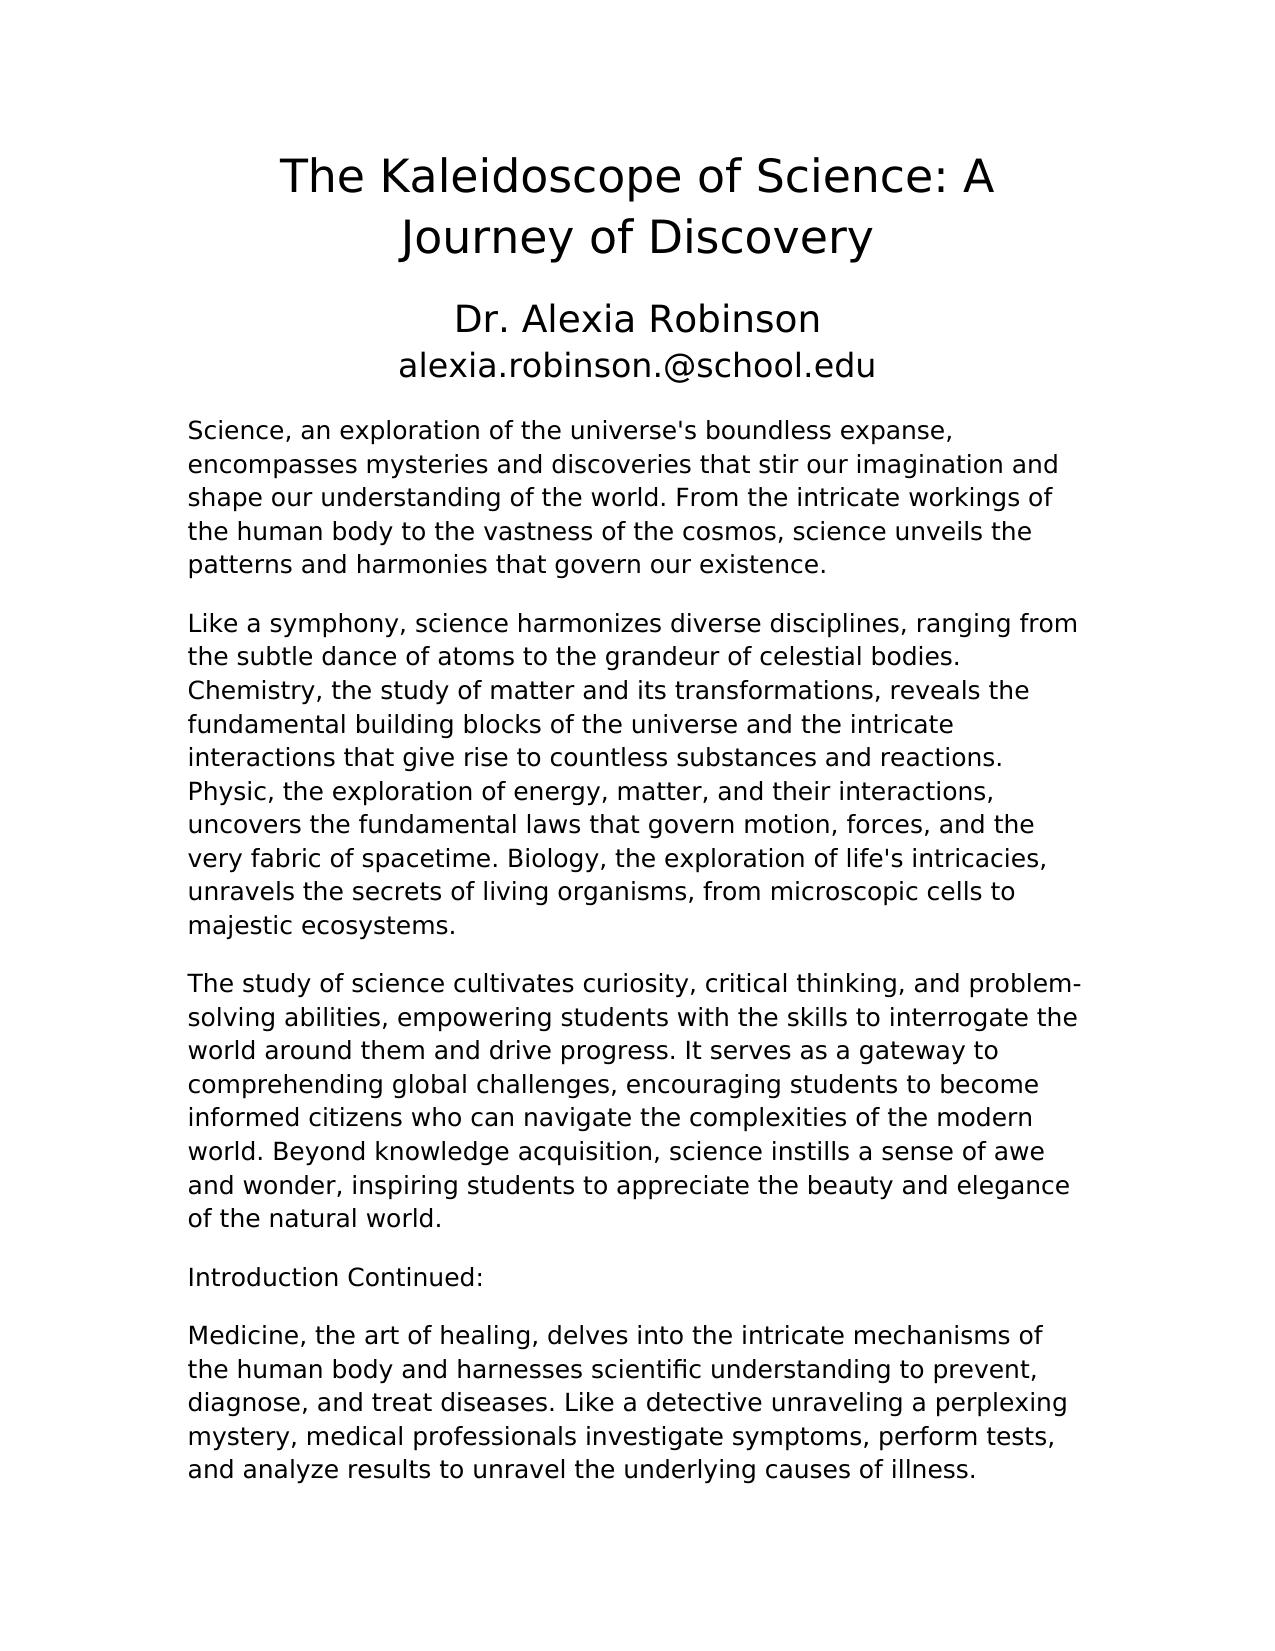 The Kaleidoscope of Science: A
Journey of Discovery
Dr. Alexia Robinson
alexia.robinson.@school.edu
Science, an exploration of the universe's boundless expanse,
encompasses mysteries and discoveries that stir our imagination and
shape our understanding of the world. From the intricate workings of
the human body to the vastness of the cosmos, science unveils the
patterns and harmonies that govern our existence.
Like a symphony, science harmonizes diverse disciplines, ranging from
the subtle dance of atoms to the grandeur of celestial bodies.
Chemistry, the study of matter and its transformations, reveals the
fundamental building blocks of the universe and the intricate
interactions that give rise to countless substances and reactions.
Physic, the exploration of energy, matter, and their interactions,
uncovers the fundamental laws that govern motion, forces, and the
very fabric of spacetime. Biology, the exploration of life's intricacies,
unravels the secrets of living organisms, from microscopic cells to
majestic ecosystems.
The study of science cultivates curiosity, critical thinking, and problem-
solving abilities, empowering students with the skills to interrogate the
world around them and drive progress. It serves as a gateway to
comprehending global challenges, encouraging students to become
informed citizens who can navigate the complexities of the modern
world. Beyond knowledge acquisition, science instills a sense of awe
and wonder, inspiring students to appreciate the beauty and elegance
of the natural world.
Introduction Continued:
Medicine, the art of healing, delves into the intricate mechanisms of
the human body and harnesses scientific understanding to prevent,
diagnose, and treat diseases. Like a detective unraveling a perplexing
mystery, medical professionals investigate symptoms, perform tests,
and analyze results to unravel the underlying causes of illness.